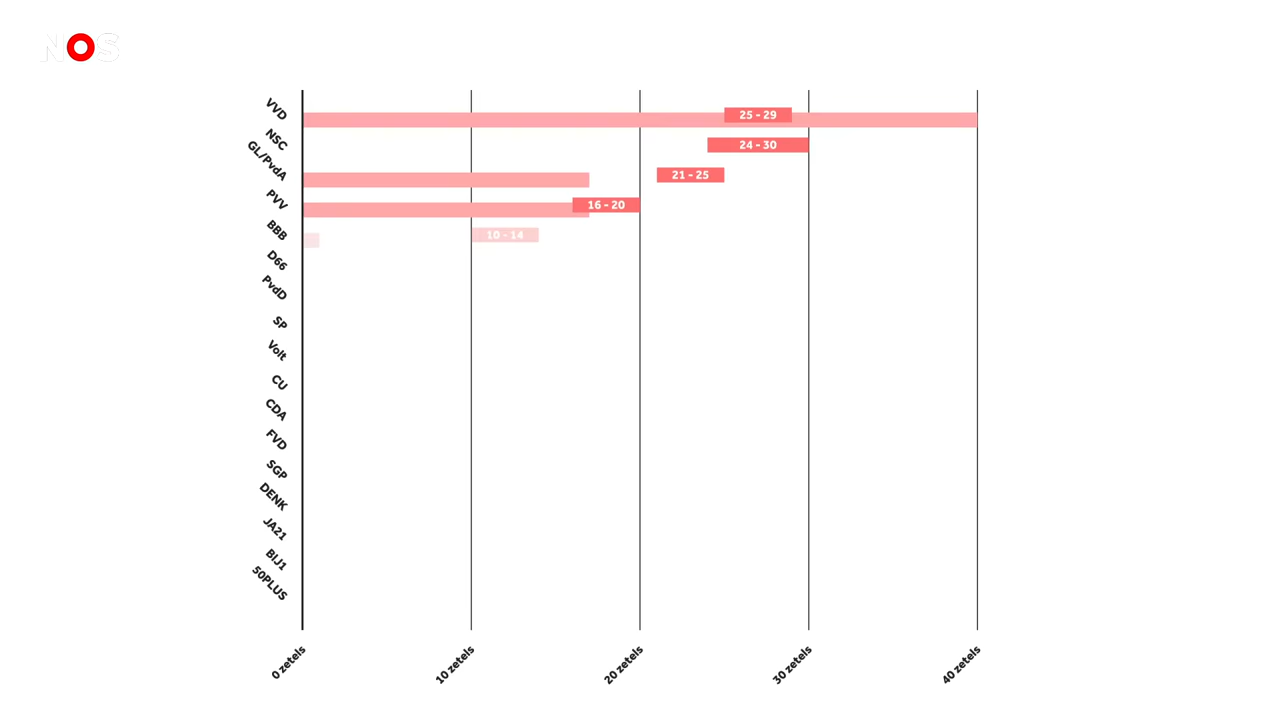 NOS
VVD
25 - 29
NSC
24 - 30
GL/PvdA
21 - 25
PVV
16 - 20
BBB
10 - 14
D66
PvdD
SP
Volt
CU
CDA
FVD
SGP
DENK
JA21
BIJ1
50PLUS
0 zetels
10 zetels
20 zetels
30 zetels
40 zetels